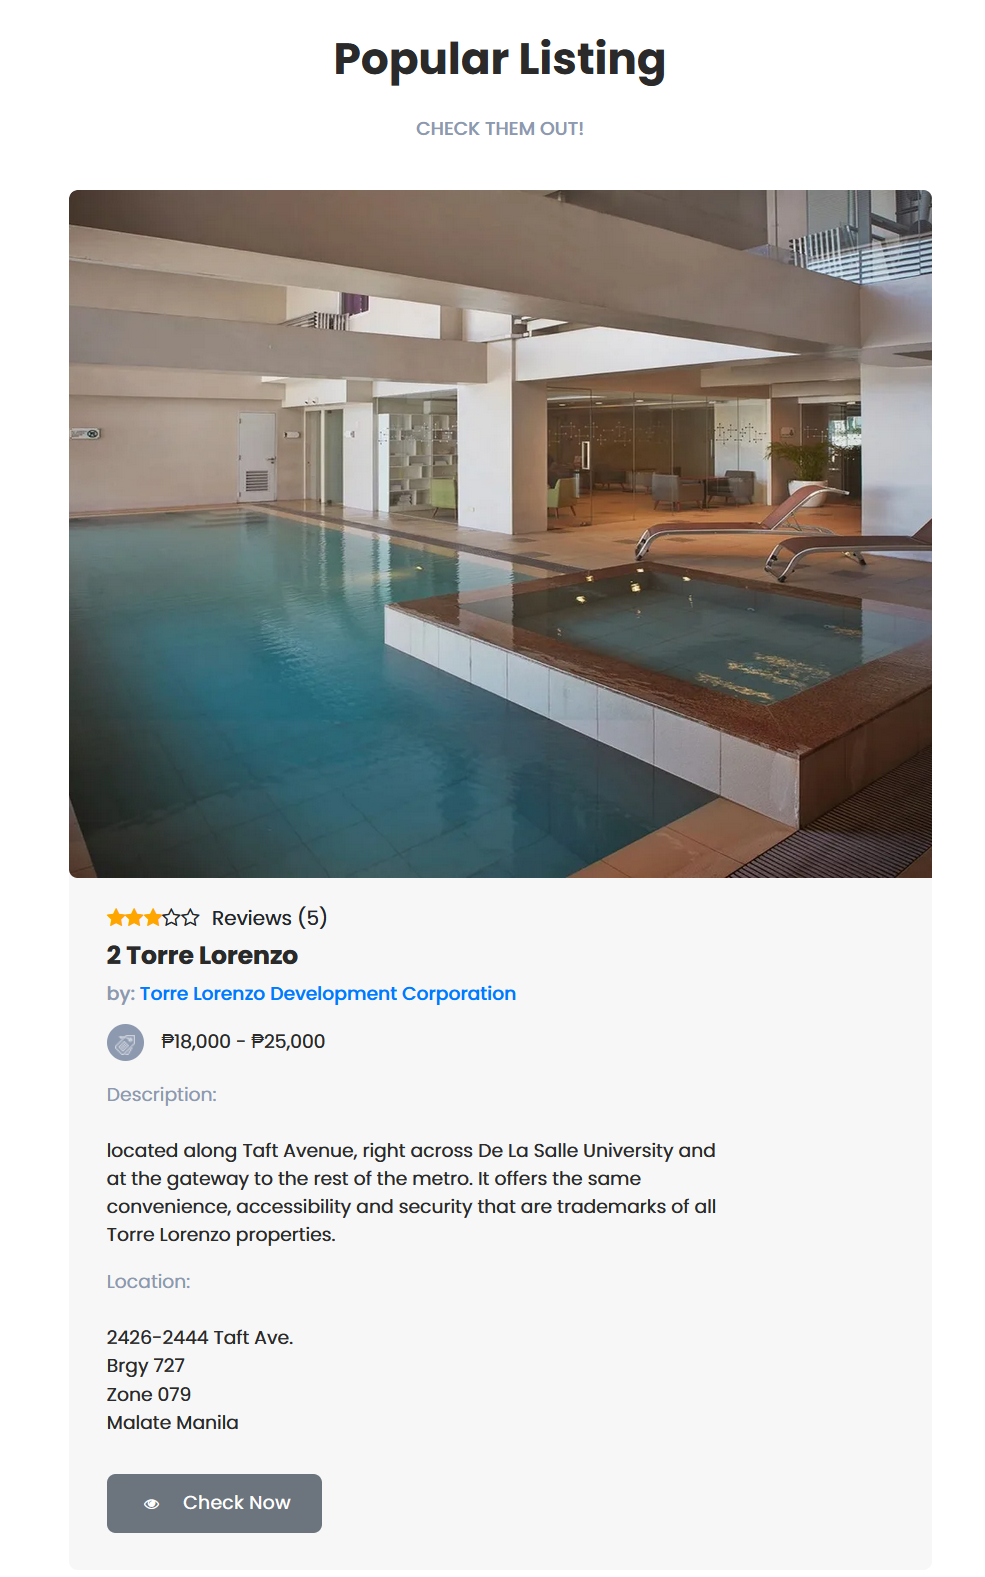 Popular Listing
CHECK THEM OUT!
Reviews (5)
2 Torre Lorenzo
by: Torre Lorenzo Development Corporation
₱18,000 - ₱25,000
Description:
located along Taft Avenue, right across De La Salle University and
at the gateway to the rest of the metro. It offers the same
convenience, accessibility and security that are trademarks of all
Torre Lorenzo properties.
Location:
2426-2444 Taft Ave.
Brgy 727
Zone 079
Malate Manila
Check Now